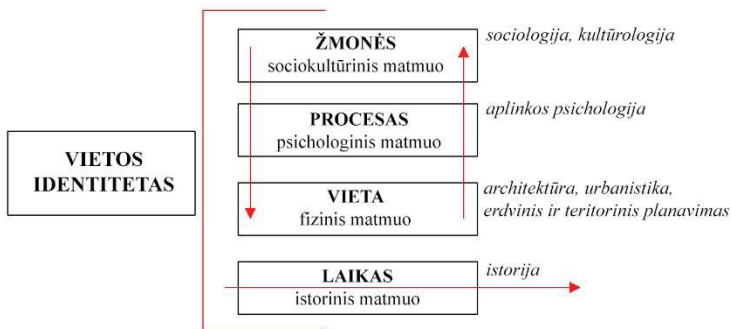 VIETOS
IDENTITETAS
ŽMONĖS
sociokultūrinis matmuo
sociologija, kultūrologija
PROCESAS
psichologinis matmuo
aplinkos psichologija
VIETA
fizinis matmuo
architektūra, urbanistika,
erdvinis ir teritorinis planavimas
LAIKAS
istorinis matmuo
istorija